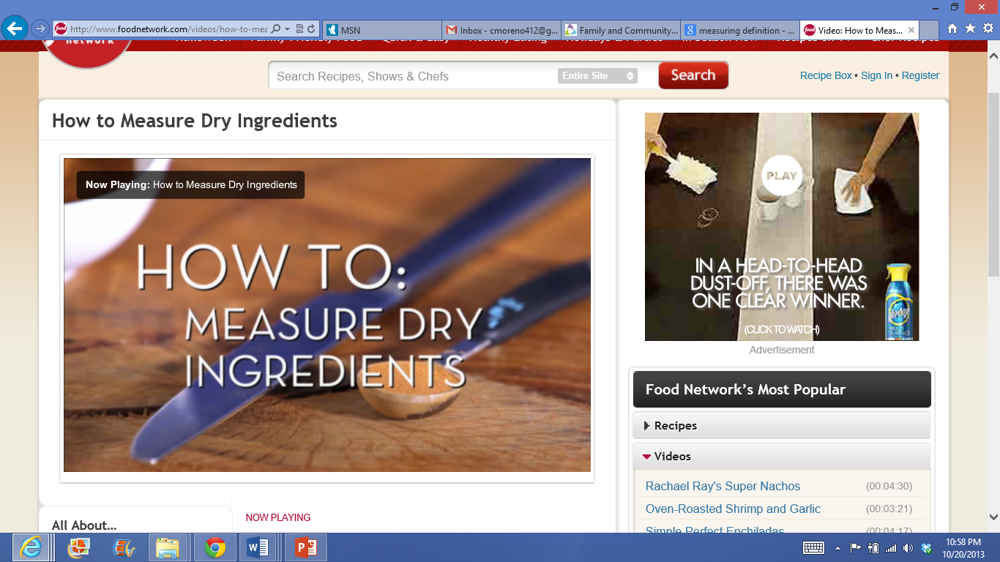 http://www.foodnetwork.com/videos/how-to-mea
MSN
Inbox - cmoreno412@g...
Family and Community...
measuring definition - ...
Video: How to Meas...
network
Search Recipes, Shows & Chefs
Entire Site
Search
Recipe Box • Sign In • Register
How to Measure Dry Ingredients
Now Playing: How to Measure Dry Ingredients
HOW TO:
MEASURE DRY
INGREDIENTS
PLAY
IN A HEAD-TO-HEAD
DUST-OFF, THERE WAS
ONE CLEAR WINNER.
(CLICK TO WATCH)
Pledge
Advertisement
Food Network's Most Popular
Recipes
Videos
Rachael Ray's Super Nachos (00:04:30)
Oven-Roasted Shrimp and Garlic (00:03:21)
Simple Perfect Enchiladas (00:04:17)
All About...
NOW PLAYING
10:58 PM
10/20/2013